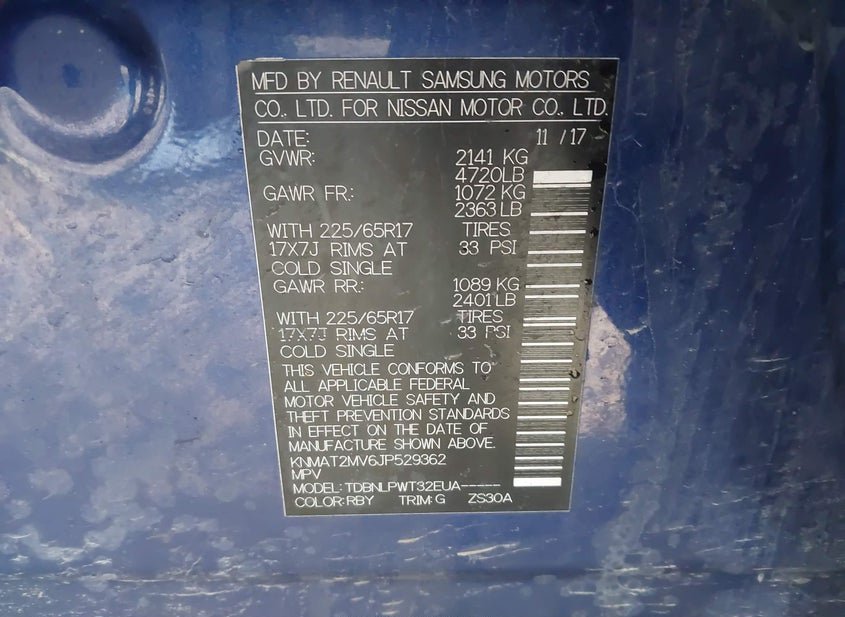 MFD BY RENAULT SAMSUNG MOTORS
CO., LTD. FOR NISSAN MOTOR CO., LTD.
DATE: 11 / 17
GVWR: 2141 KG
4720LB
GAWR FR: 1072 KG
2363 LB
WITH 225/65R17 TIRES
17X7J RIMS AT 33 PSI
COLD SINGLE
GAWR RR: 1089 KG
2401 LB
WITH 225/65R17 TIRES
17X7J RIMS AT 33 PSI
COLD SINGLE
THIS VEHICLE CONFORMS TO
ALL APPLICABLE FEDERAL
MOTOR VEHICLE SAFETY AND
THEFT PREVENTION STANDARDS
IN EFFECT ON THE DATE OF
MANUFACTURE SHOWN ABOVE.
KNMAT2MV6JP529362
MPV
MODEL:TDBNLPWT32EUA-----
COLOR:RBY TRIM:G ZS30A